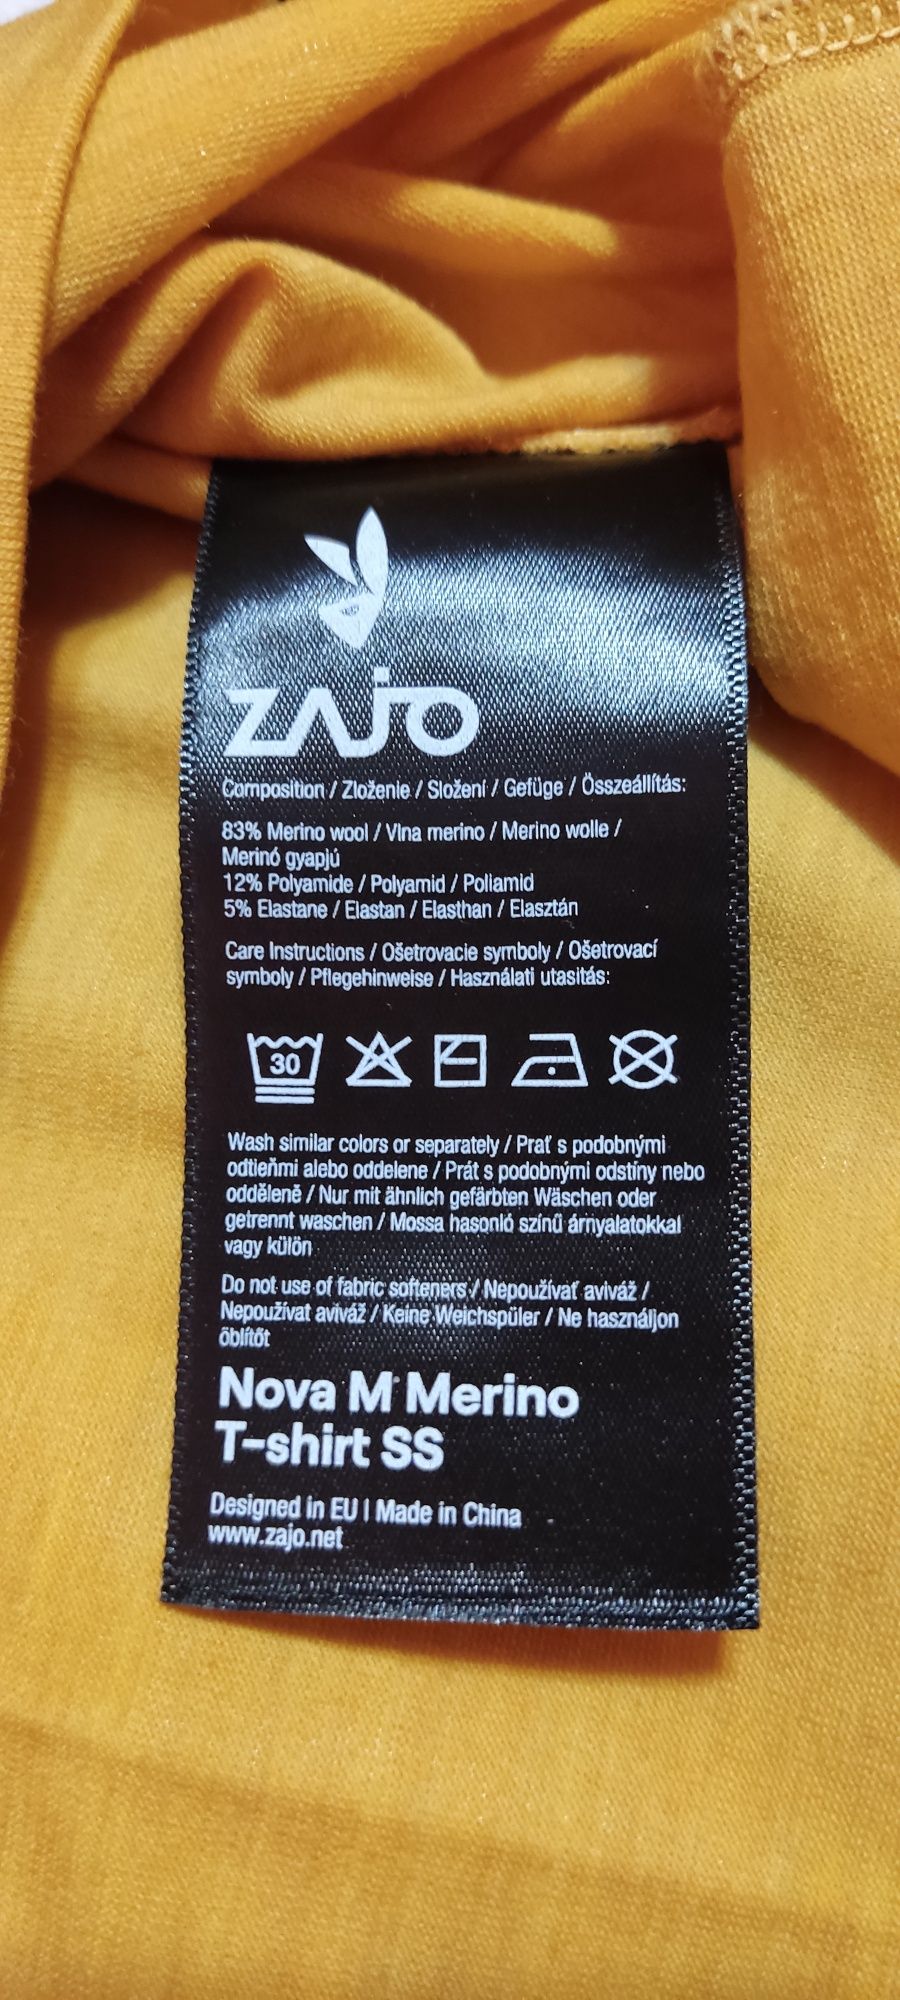 ZAJO
Composition / Zloženie / Složení / Gefüge / Összeállítás:
83% Merino wool / Vlna merino / Merino wolle /
Merinó gyapjú
12% Polyamide / Polyamid / Poliamid
5% Elastane / Elastan / Elasthan / Elasztán
Care Instructions / Ošetrovacie symboly / Ošetrovací
symboly / Pflegehinweise / Használati utasitás:
30
Wash similar colors or separately / Prať s podobnými
odtieňmi alebo oddelene / Prát s podobnými odstíny nebo
odděleně / Nur mit ähnlich gefärbten Wäschen oder
getrennt waschen / Mossa hasonló színű árnyalatokkal
vagy külön
Do not use of fabric softeners / Nepoužívať aviváž /
Nepoužívat aviváž / Keine Weichspüler / Ne használjon
öblítőt
Nova M Merino
T-shirt SS
Designed in EU | Made in China
www.zajo.net